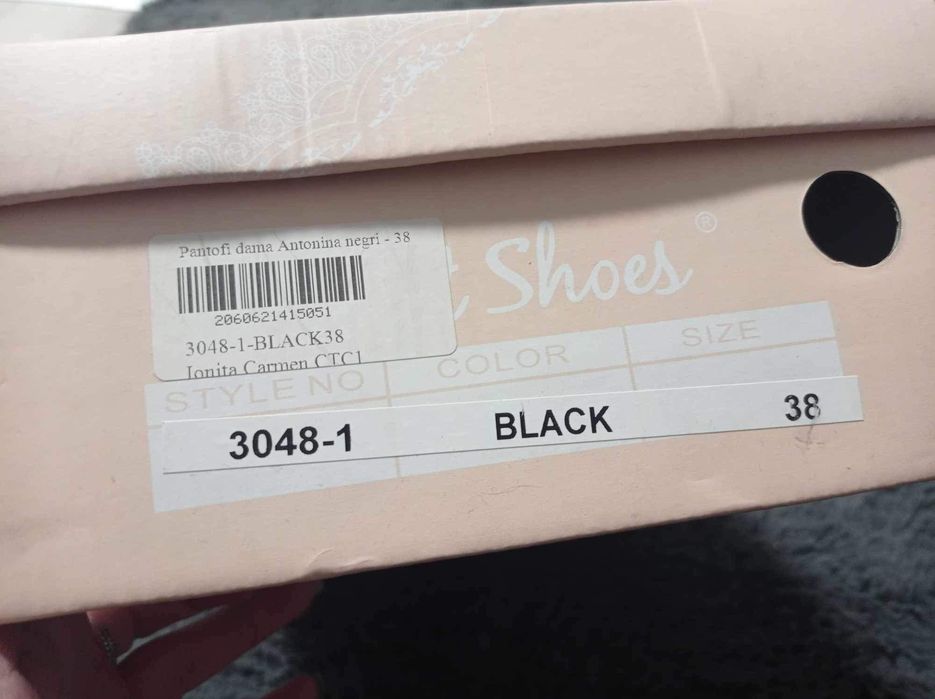 Pantofi dama Antonina negri - 38
2060621415051
3048-1-BLACK38
Ionita Carmen CTC1
Shoes®
STYLE NO COLOR SIZE
3048-1 BLACK 38